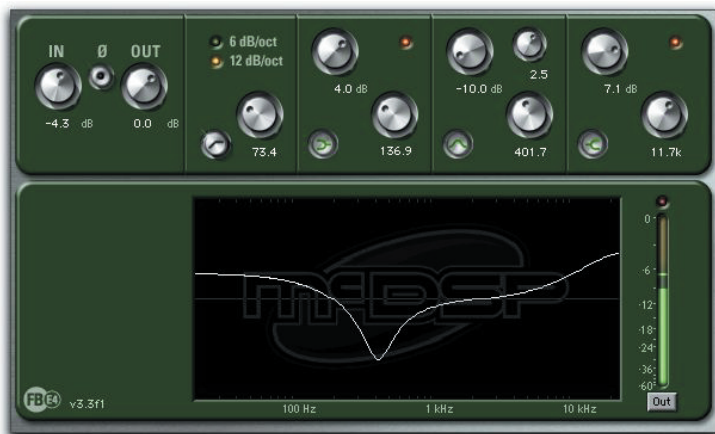 IN Ø OUT
-4.3 dB
0.0 dB
6 dB/oct
12 dB/oct
73.4
4.0 dB
136.9
-10.0 dB
2.5
401.7
7.1 dB
11.7k
McDSP
0
-6
-12
-18
-24
-36
-60
Out
100 Hz
1 kHz
10 kHz
FB E4
v3.3f1